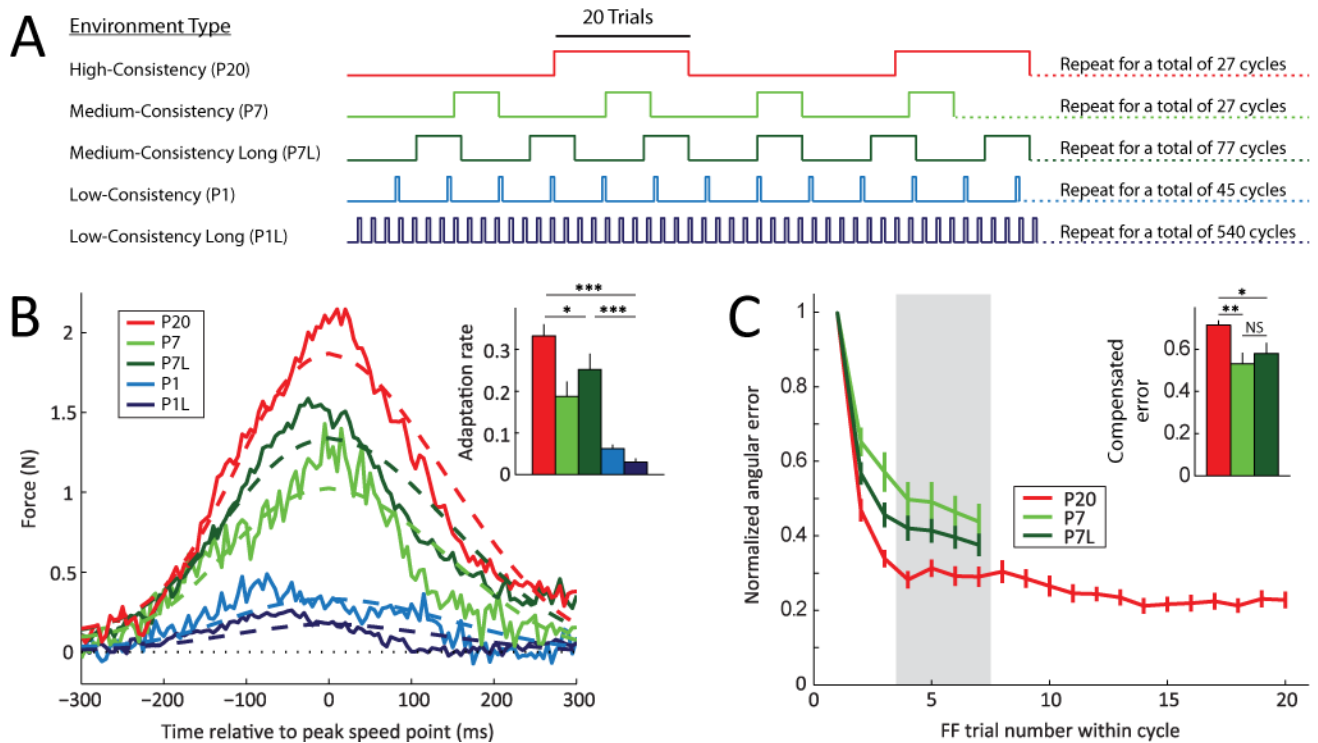 A
Environment Type
20 Trials
High-Consistency (P20)
Repeat for a total of 27 cycles
Medium-Consistency (P7)
Repeat for a total of 27 cycles
Medium-Consistency Long (P7L)
Repeat for a total of 77 cycles
Low-Consistency (P1)
Repeat for a total of 45 cycles
Low-Consistency Long (P1L)
Repeat for a total of 540 cycles
B
P20
P7
P7L
P1
P1L
Force (N)
2
1.5
1
0.5
0
−300
−200
−100
0
100
200
300
Time relative to peak speed point (ms)
Adaptation rate
0.3
0.2
0.1
0
***
*
***
C
Normalized angular error
1
0.8
0.6
0.4
0.2
0
1
5
10
15
20
FF trial number within cycle
P20
P7
P7L
Compensated
error
0.6
0.4
0.2
0
*
**
NS